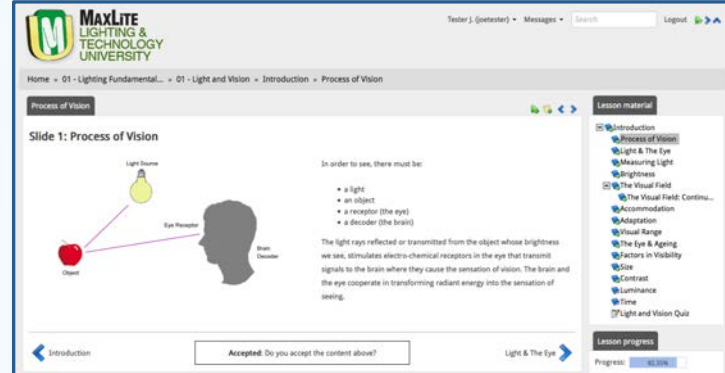 MAXLITE
LIGHTING &
TECHNOLOGY
UNIVERSITY
Tester J. (joetester) Messages Search Logout
Home » 01 - Lighting Fundamental... » 01 - Light and Vision » Introduction » Process of Vision
Process of Vision
Slide 1: Process of Vision
Light Source
Eye Receptor
Brain
Decoder
Object
In order to see, there must be:
• a light
• an object
• a receptor (the eye)
• a decoder (the brain)
The light rays reflected or transmitted from the object whose brightness
we see, stimulates electro-chemical receptors in the eye that transmit
signals to the brain where they cause the sensation of vision. The brain and
the eye cooperate in transforming radiant energy into the sensation of
seeing.
Introduction
Accepted: Do you accept the content above?
Light & The Eye
Lesson material
Introduction
Process of Vision
Light & The Eye
Measuring Light
Brightness
The Visual Field
The Visual Field: Continu...
Accommodation
Adaptation
Visual Range
The Eye & Ageing
Factors in Visibility
Size
Contrast
Luminance
Time
Light and Vision Quiz
Lesson progress
Progress: